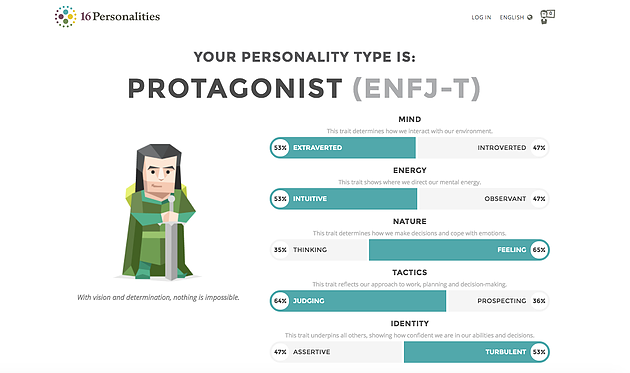 16Personalities
LOG IN ENGLISH
YOUR PERSONALITY TYPE IS:
PROTAGONIST (ENFJ-T)
MIND
This trait determines how we interact with our environment.
53% EXTRAVERTED INTROVERTED 47%
ENERGY
This trait shows where we direct our mental energy.
53% INTUITIVE OBSERVANT 47%
NATURE
This trait determines how we make decisions and cope with emotions.
35% THINKING FEELING 65%
TACTICS
This trait reflects our approach to work, planning and decision-making.
64% JUDGING PROSPECTING 36%
IDENTITY
This trait underpins all others, showing how confident we are in our abilities and decisions.
47% ASSERTIVE TURBULENT 53%
With vision and determination, nothing is impossible.